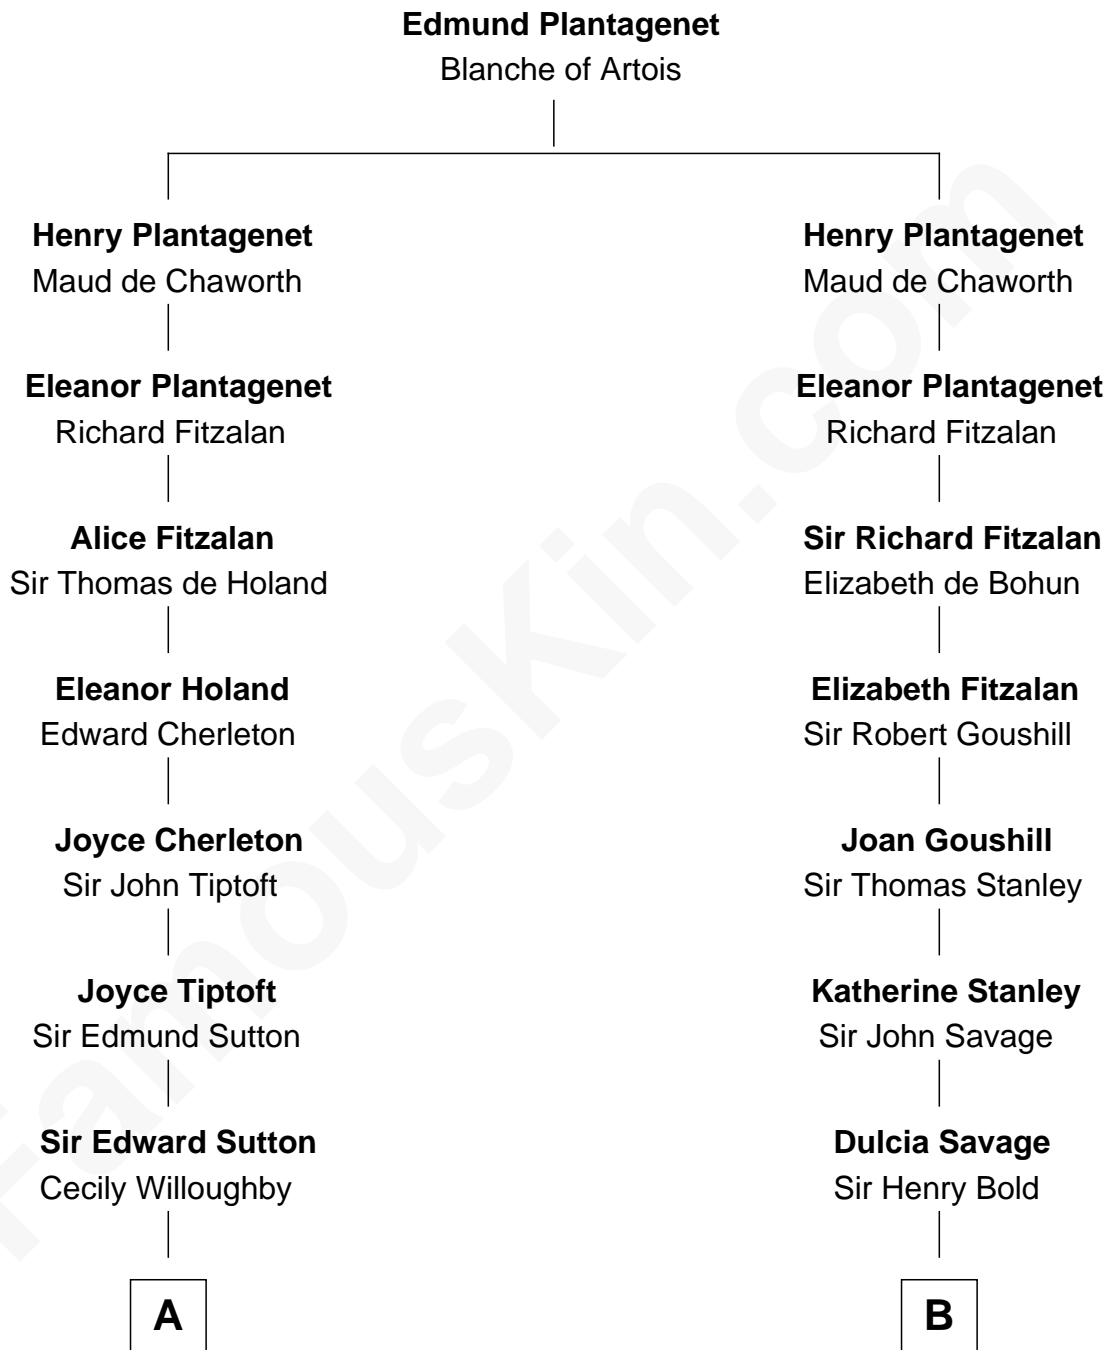 Edmund Plantagenet
Blanche of Artois
Henry Plantagenet
Maud de Chaworth
Henry Plantagenet
Maud de Chaworth
Eleanor Plantagenet
Richard Fitzalan
Eleanor Plantagenet
Richard Fitzalan
Alice Fitzalan
Sir Thomas de Holand
Sir Richard Fitzalan
Elizabeth de Bohun
Eleanor Holand
Edward Cherleton
Elizabeth Fitzalan
Sir Robert Goushill
Joyce Cherleton
Sir John Tiptoft
Joan Goushill
Sir Thomas Stanley
Joyce Tiptoft
Sir Edmund Sutton
Katherine Stanley
Sir John Savage
Sir Edward Sutton
Cecily Willoughby
Dulcia Savage
Sir Henry Bold
A
B
FamousKin.com